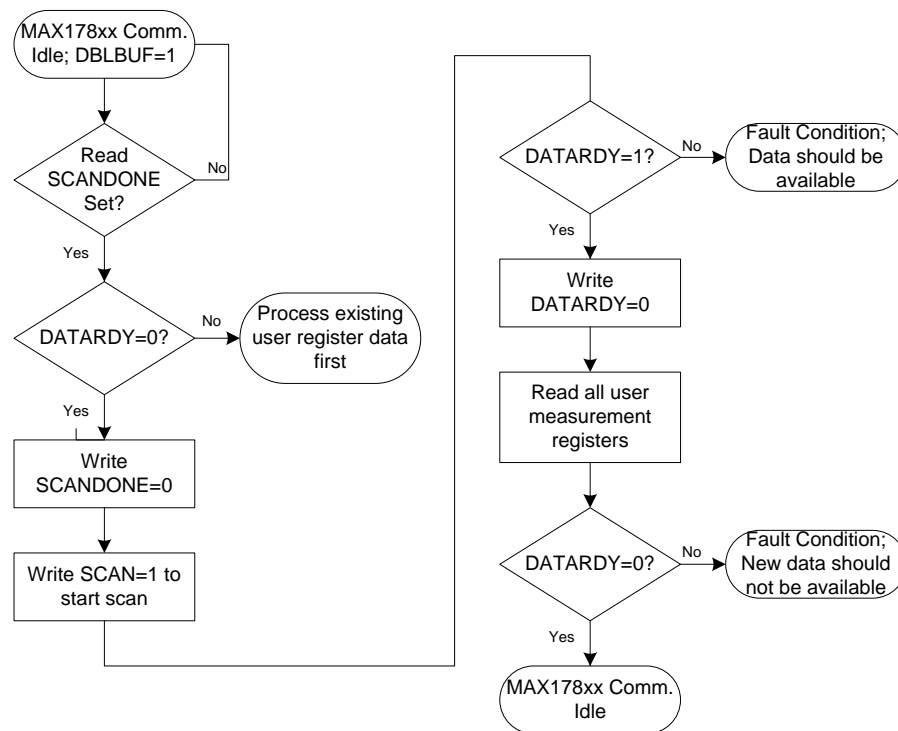 MAX178xx Comm.
Idle; DBLBUF=1
Read
SCANDONE
Set?
No
Yes
DATARDY=0?
No
Process existing
user register data
first
Yes
Write
SCANDONE=0
Write SCAN=1 to
start scan
DATARDY=1?
No
Fault Condition;
Data should be
available
Yes
Write
DATARDY=0
Read all user
measurement
registers
DATARDY=0?
No
Fault Condition;
New data should
not be available
Yes
MAX178xx Comm.
Idle